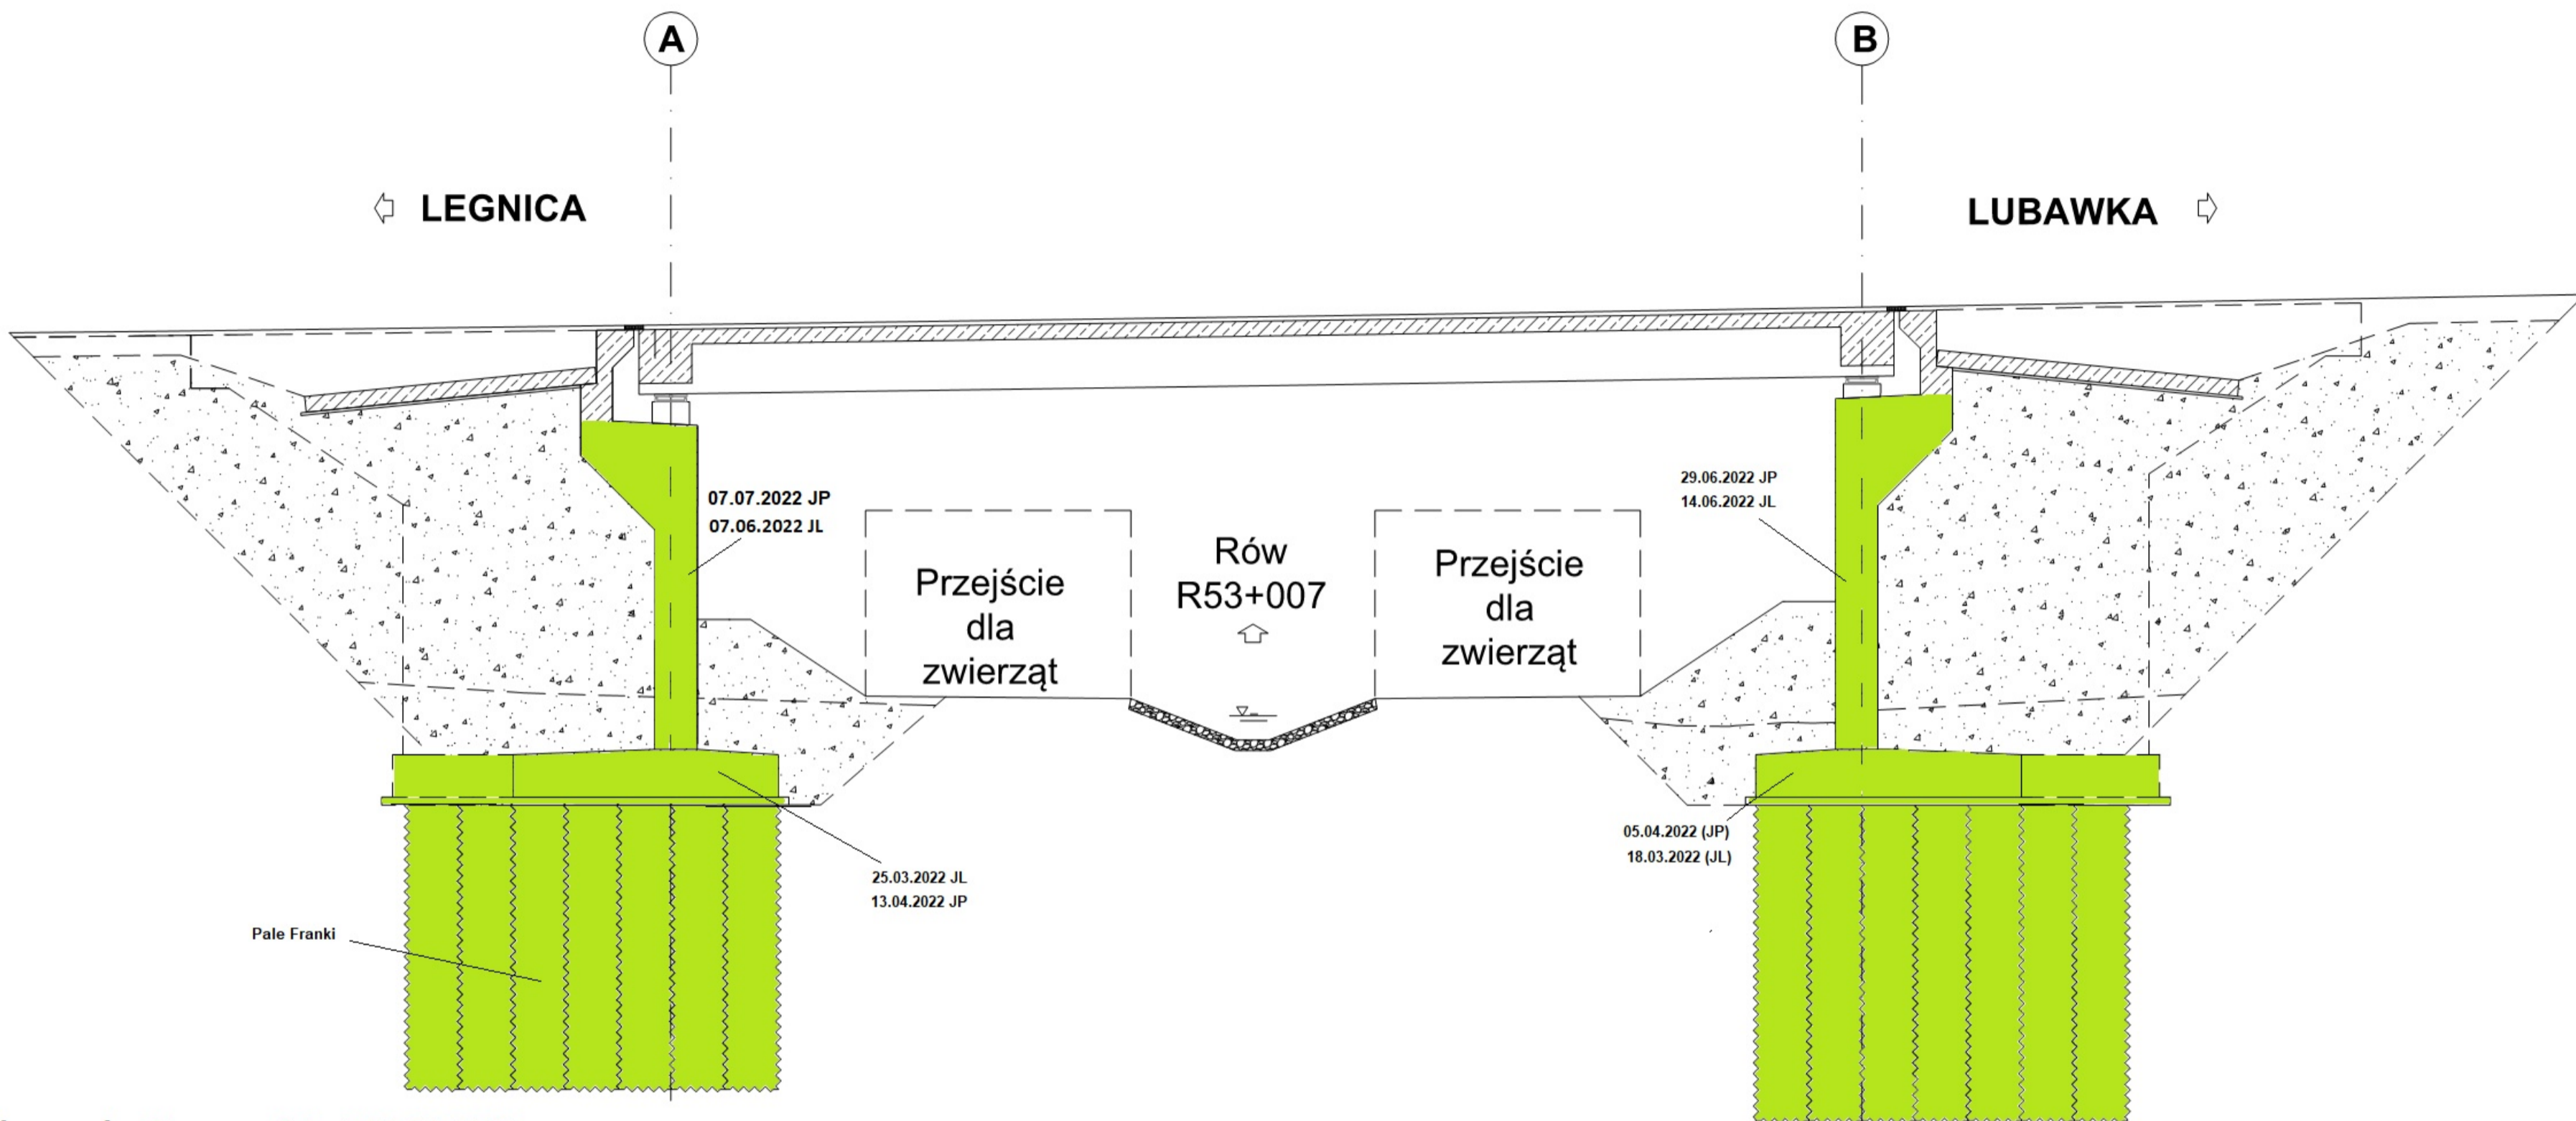 A
B
LEGNICA
LUBAWKA
07.07.2022 JP
07.06.2022 JL
29.06.2022 JP
14.06.2022 JL
Przejście
dla
zwierząt
Rów
R53+007
Przejście
dla
zwierząt
25.03.2022 JL
13.04.2022 JP
05.04.2022 (JP)
18.03.2022 (JL)
Pale Franki